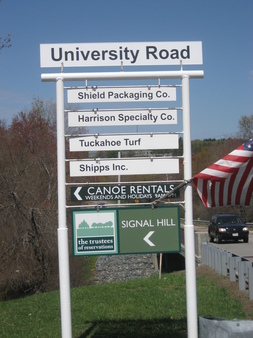 University Road
Shield Packaging Co.
Harrison Specialty Co.
Tuckahoe Turf
Shipps Inc.
CANOE RENTALS
WEEKENDS AND HOLIDAYS
the trustees
of reservations
SIGNAL HILL